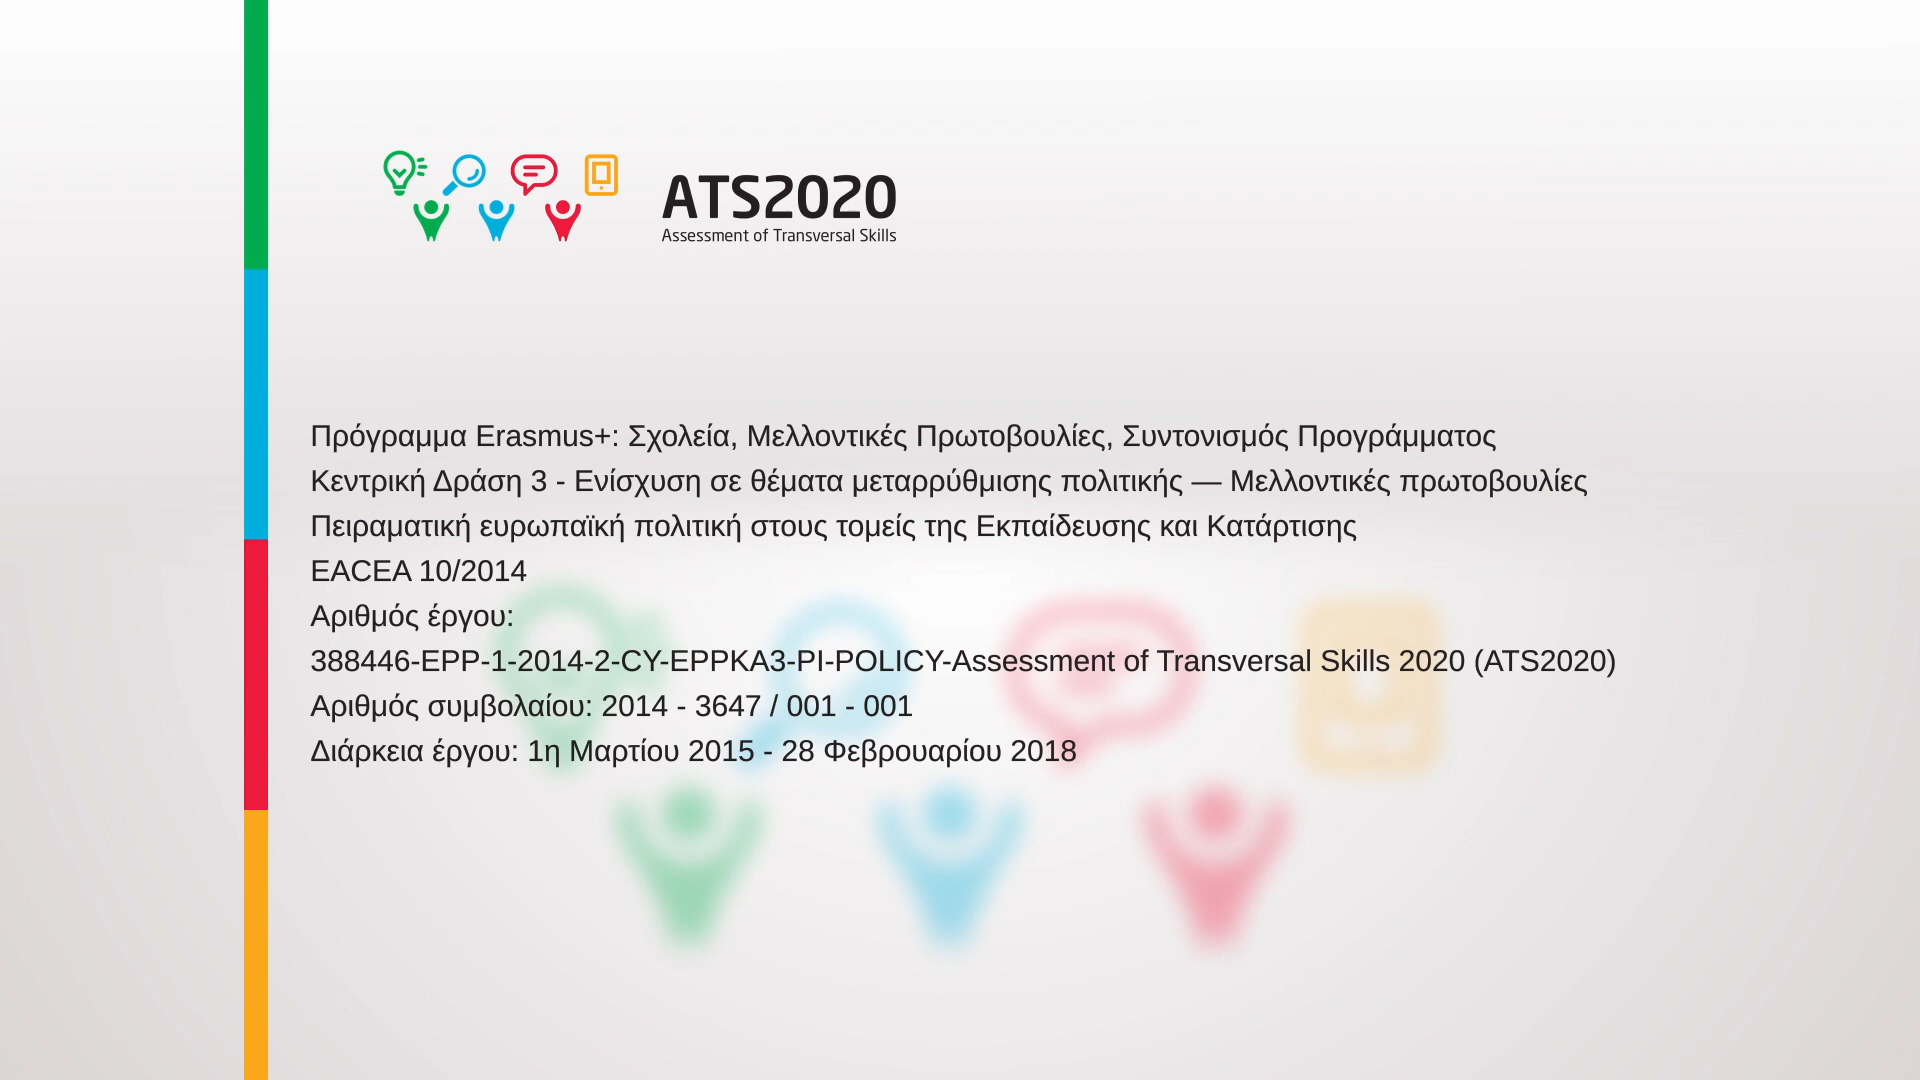 ATS2020
Assessment of Transversal Skills
Πρόγραμμα Erasmus+: Σχολεία, Μελλοντικές Πρωτοβουλίες, Συντονισμός Προγράμματος
Κεντρική Δράση 3 - Ενίσχυση σε θέματα μεταρρύθμισης πολιτικής — Μελλοντικές πρωτοβουλίες
Πειραματική ευρωπαϊκή πολιτική στους τομείς της Εκπαίδευσης και Κατάρτισης
EACEA 10/2014
Αριθμός έργου:
388446-EPP-1-2014-2-CY-EPPKA3-PI-POLICY-Assessment of Transversal Skills 2020 (ATS2020)
Αριθμός συμβολαίου: 2014 - 3647 / 001 - 001
Διάρκεια έργου: 1η Μαρτίου 2015 - 28 Φεβρουαρίου 2018